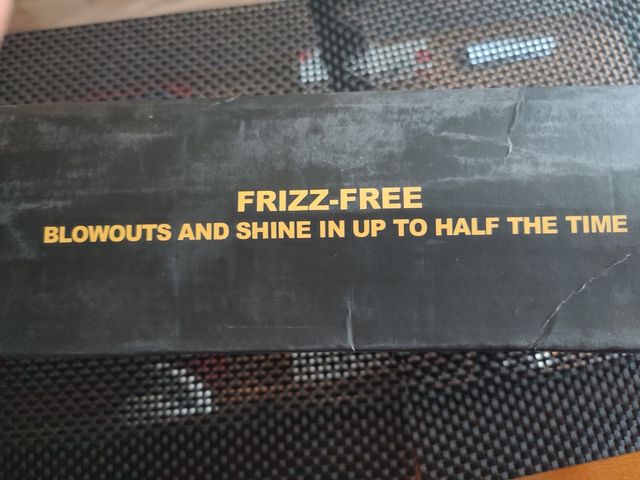 FRIZZ-FREE
BLOWOUTS AND SHINE IN UP TO HALF THE TIME